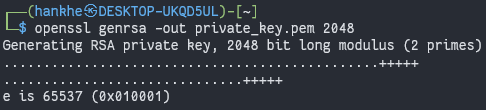 ┌──(hankhe㉿DESKTOP-UKQD5UL)-[~]
└─$ openssl genrsa -out private_key.pem 2048
Generating RSA private key, 2048 bit long modulus (2 primes)
...............................................+++++
..............................+++++
e is 65537 (0x010001)